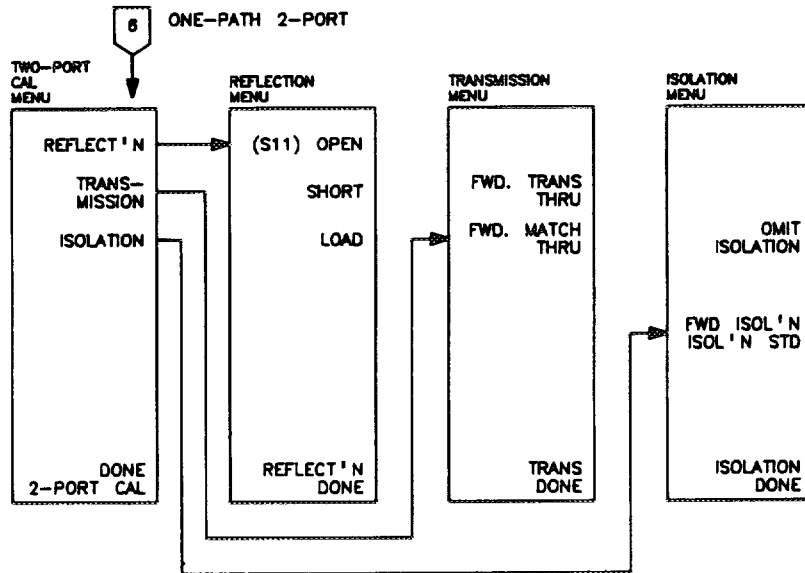 6
ONE-PATH 2-PORT
TWO-PORT
CAL
MENU
REFLECT'N
TRANS-
MISSION
ISOLATION
DONE
2-PORT CAL
REFLECTION
MENU
(S11) OPEN
SHORT
LOAD
REFLECT'N
DONE
TRANSMISSION
MENU
FWD. TRANS
THRU
FWD. MATCH
THRU
TRANS
DONE
ISOLATION
MENU
OMIT
ISOLATION
FWD ISOL'N
ISOL'N STD
ISOLATION
DONE